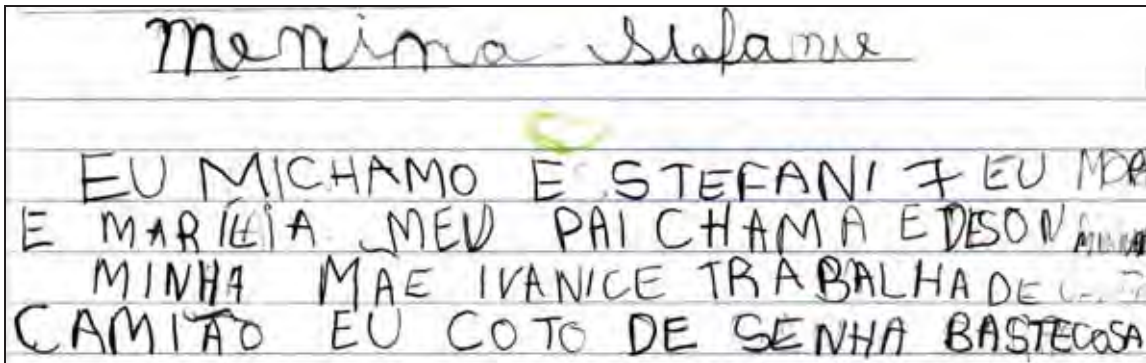 Menina Stefanie
EU MICHAMO E STEFANI 7 EU MOR
E MARILIA MEU PAI CHAMA EDESON
MINHA MAE IVANICE TRABALHA DE
CAMIÃO EU COTO DE SENHA BASTECOSA